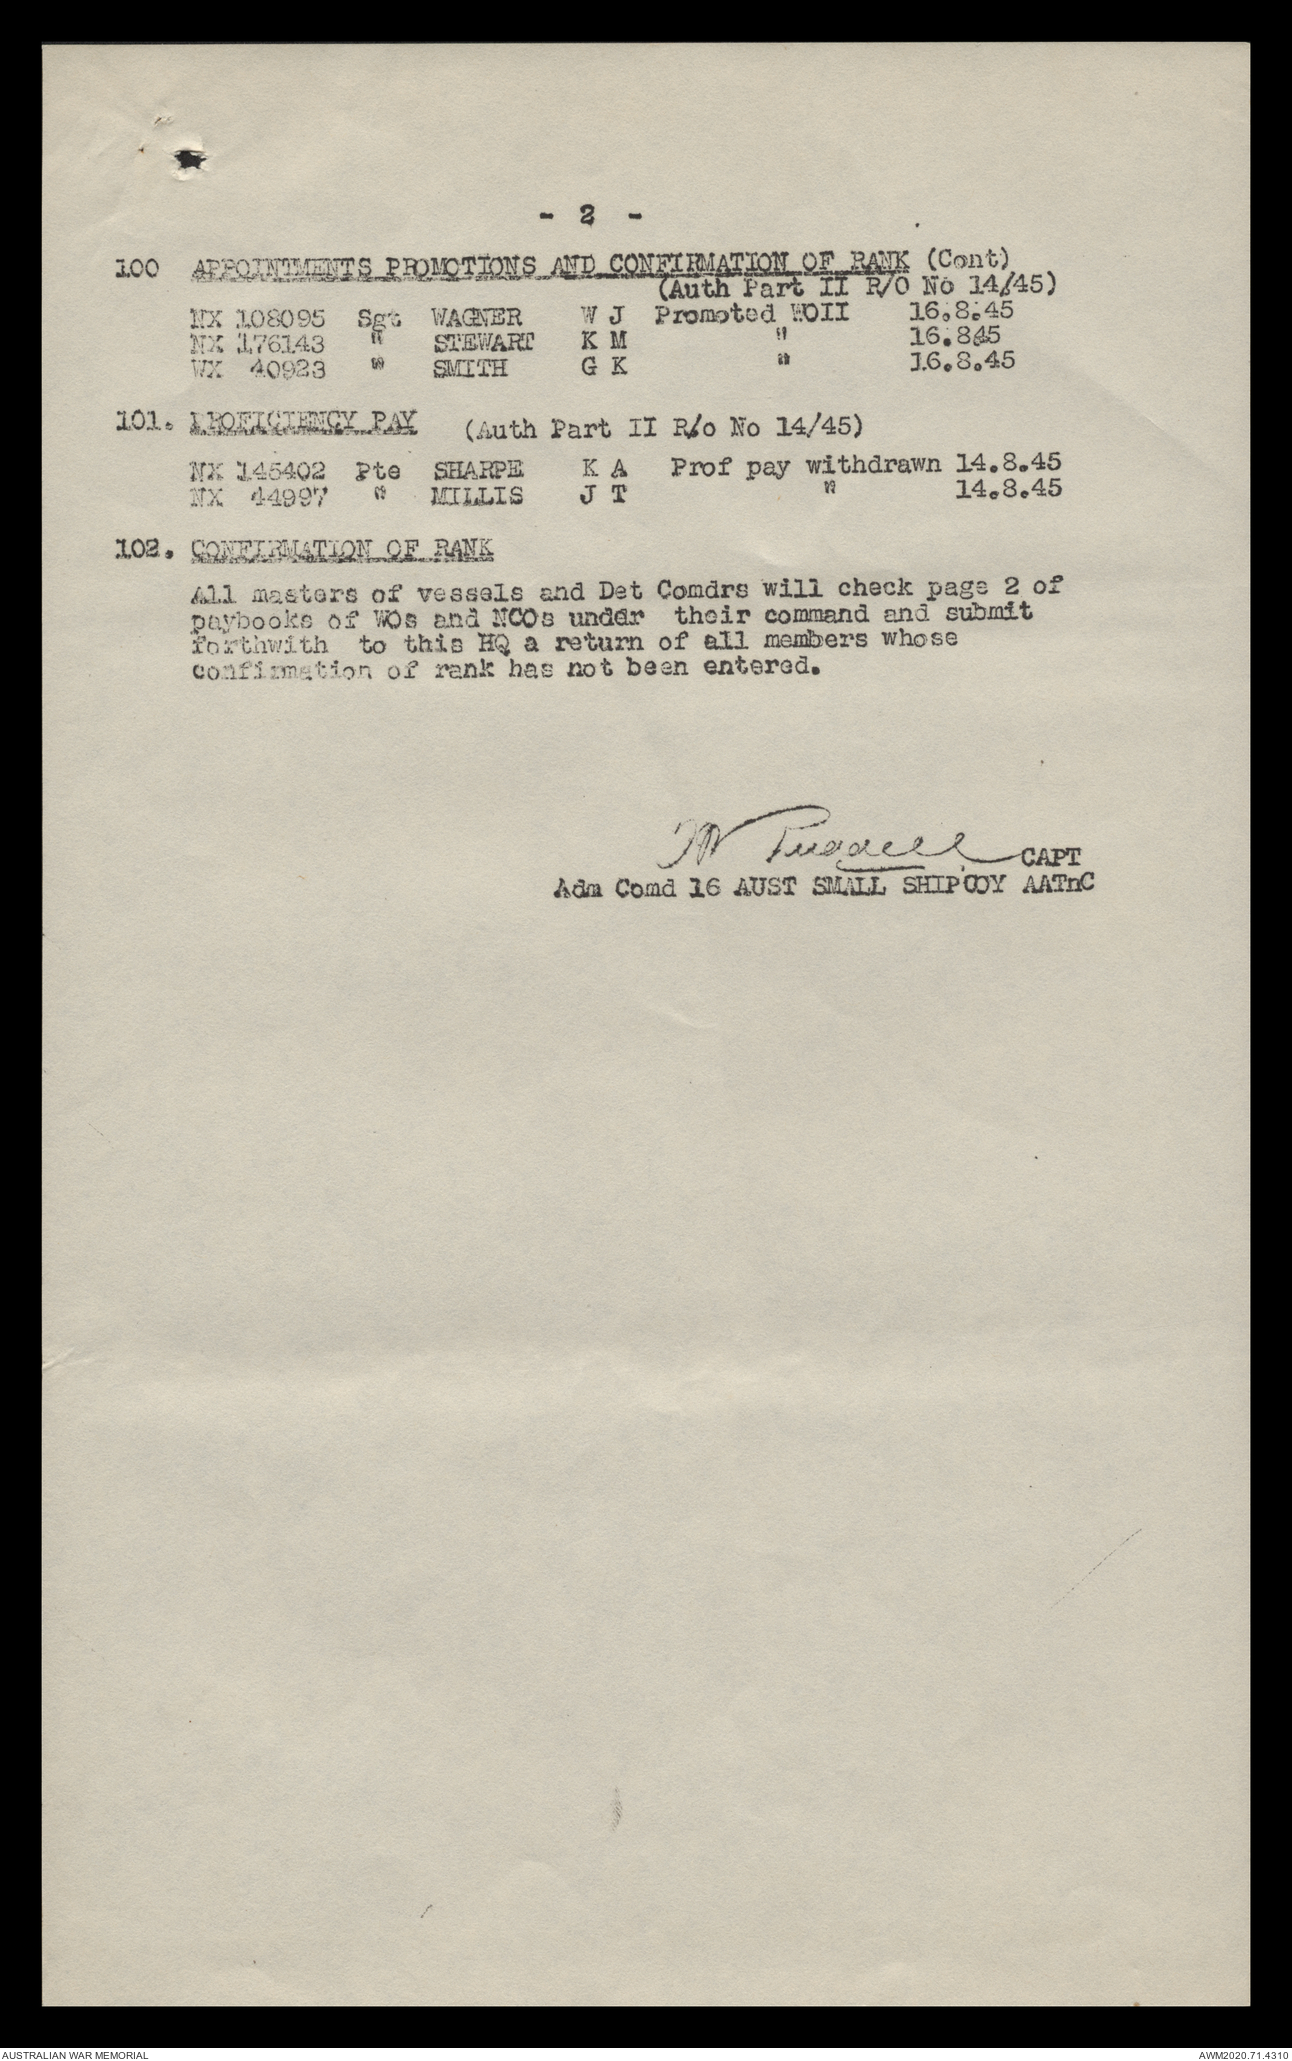 - 2 -
100 APPOINTMENTS PROMOTIONS AND CONFIRMATION OF RANK (Cont)
(Auth Part II R/O No 14/45)
NX 108095 Sgt WAGNER W J Promoted WOII 16.8.45
NX 176143 " STEWART K M " 16.845
WX 40923 " SMITH G K " 16.8.45
101. PROFICIENCY PAY (Auth Part II R/o No 14/45)
NX 145402 Pte SHARPE K A Prof pay withdrawn 14.8.45
NX 44997 " MILLIS J T " 14.8.45
102. CONFIRMATION OF RANK
All masters of vessels and Det Comdrs will check page 2 of
paybooks of WOs and NCOs under their command and submit
forthwith to this HQ a return of all members whose
confirmation of rank has not been entered.
CAPT
Adm Comd 16 AUST SMALL SHIP COY AATnC
AUSTRALIAN WAR MEMORIAL
AWM2020.71.4310